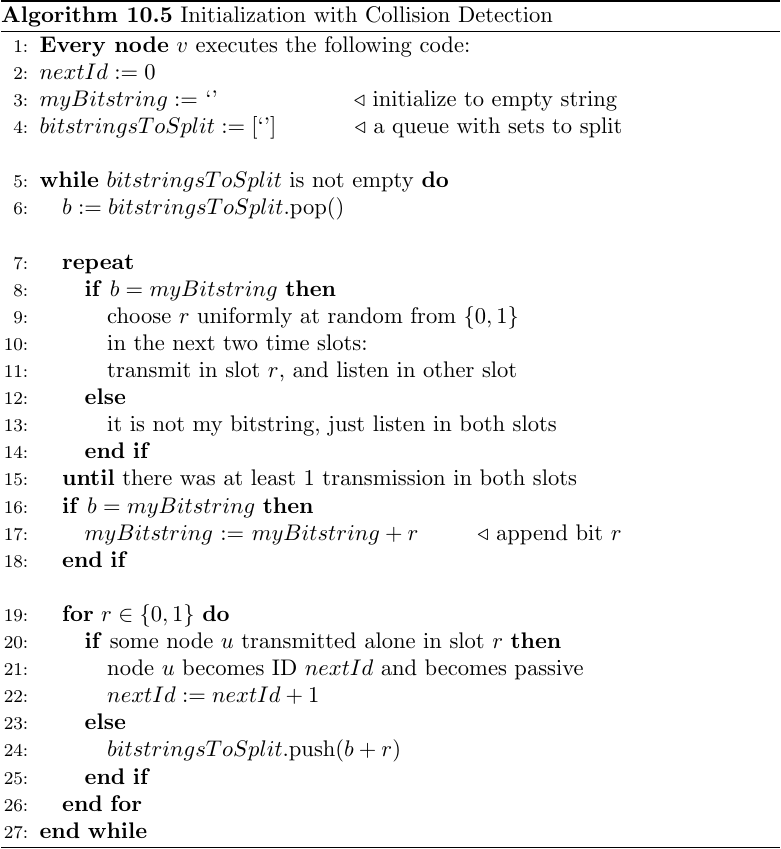 Algorithm 10.5 Initialization with Collision Detection
1: Every node v executes the following code:
2: nextId := 0
3: myBitstring := ‘’ ◁ initialize to empty string
4: bitstringsToSplit := [‘’] ◁ a queue with sets to split
5: while bitstringsToSplit is not empty do
6: b := bitstringsToSplit.pop()
7: repeat
8: if b = myBitstring then
9: choose r uniformly at random from {0, 1}
10: in the next two time slots:
11: transmit in slot r, and listen in other slot
12: else
13: it is not my bitstring, just listen in both slots
14: end if
15: until there was at least 1 transmission in both slots
16: if b = myBitstring then
17: myBitstring := myBitstring + r ◁ append bit r
18: end if
19: for r ∈ {0, 1} do
20: if some node u transmitted alone in slot r then
21: node u becomes ID nextId and becomes passive
22: nextId := nextId + 1
23: else
24: bitstringsToSplit.push(b + r)
25: end if
26: end for
27: end while